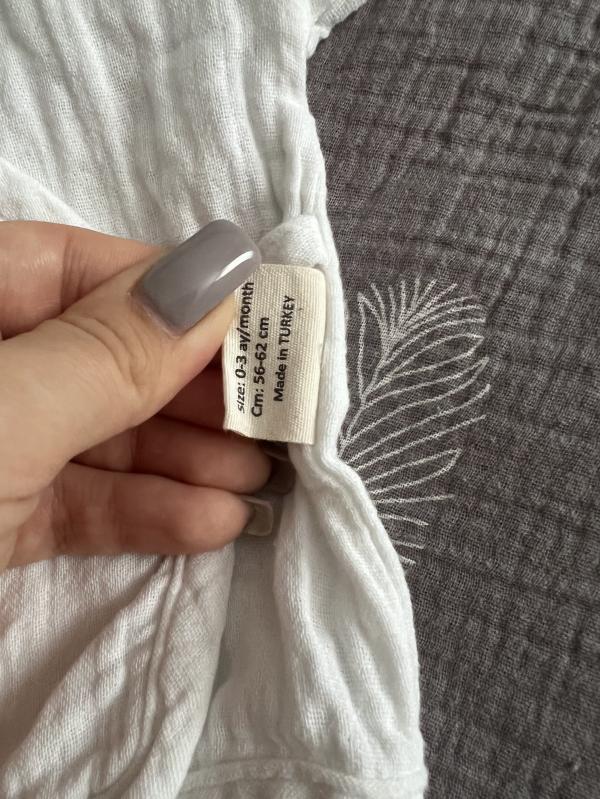 size: 0-3 ay/month
Cm: 56-62 cm
Made in TURKEY